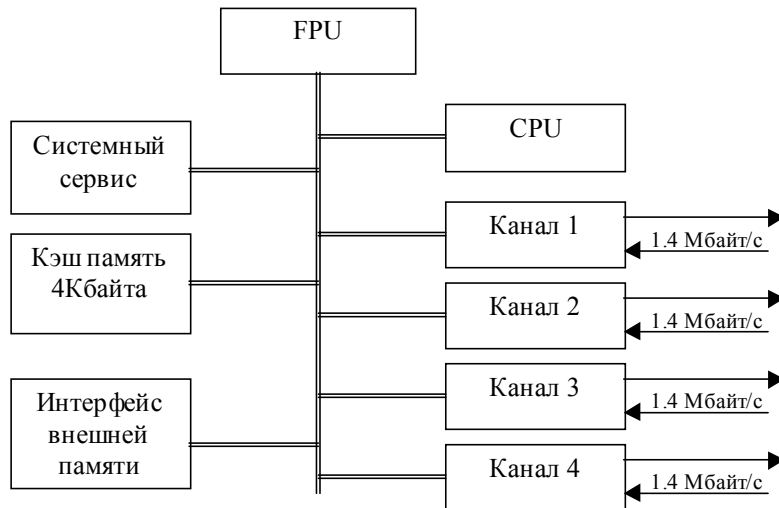 FPU
CPU
Системный
сервис
Кэш память
4Кбайта
Интерфейс
внешней
памяти
Канал 1
1.4 Мбайт/с
Канал 2
1.4 Мбайт/с
Канал 3
1.4 Мбайт/с
Канал 4
1.4 Мбайт/с